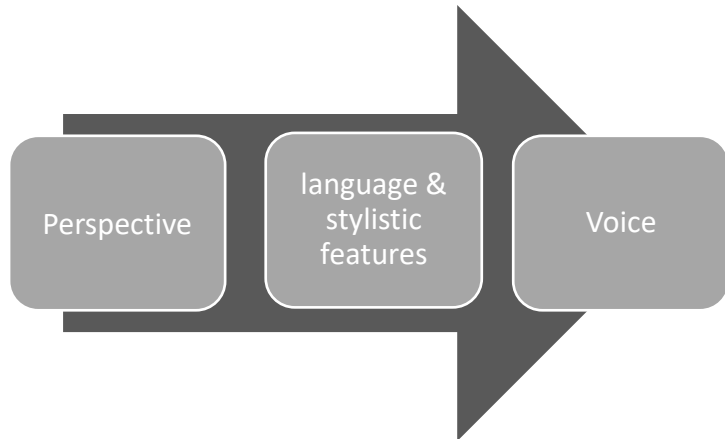 Perspective
language &
stylistic
features
Voice